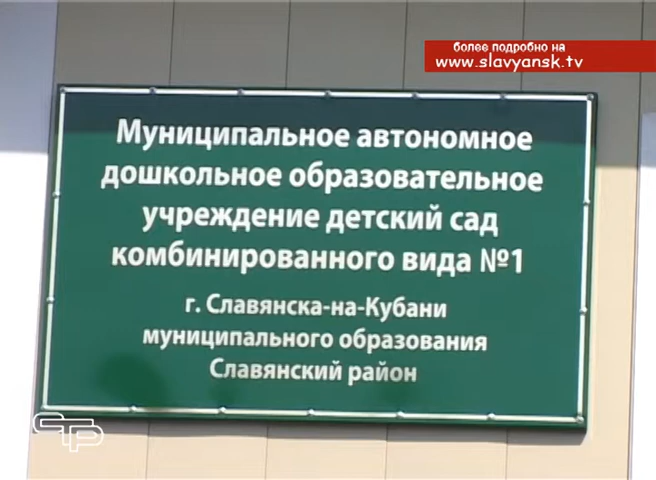 более подробно на
www.slavyansk.tv
Муниципальное автономное
дошкольное образовательное
учреждение детский сад
комбинированного вида №1
г. Славянска-на-Кубани
муниципального образования
Славянский район
СТР